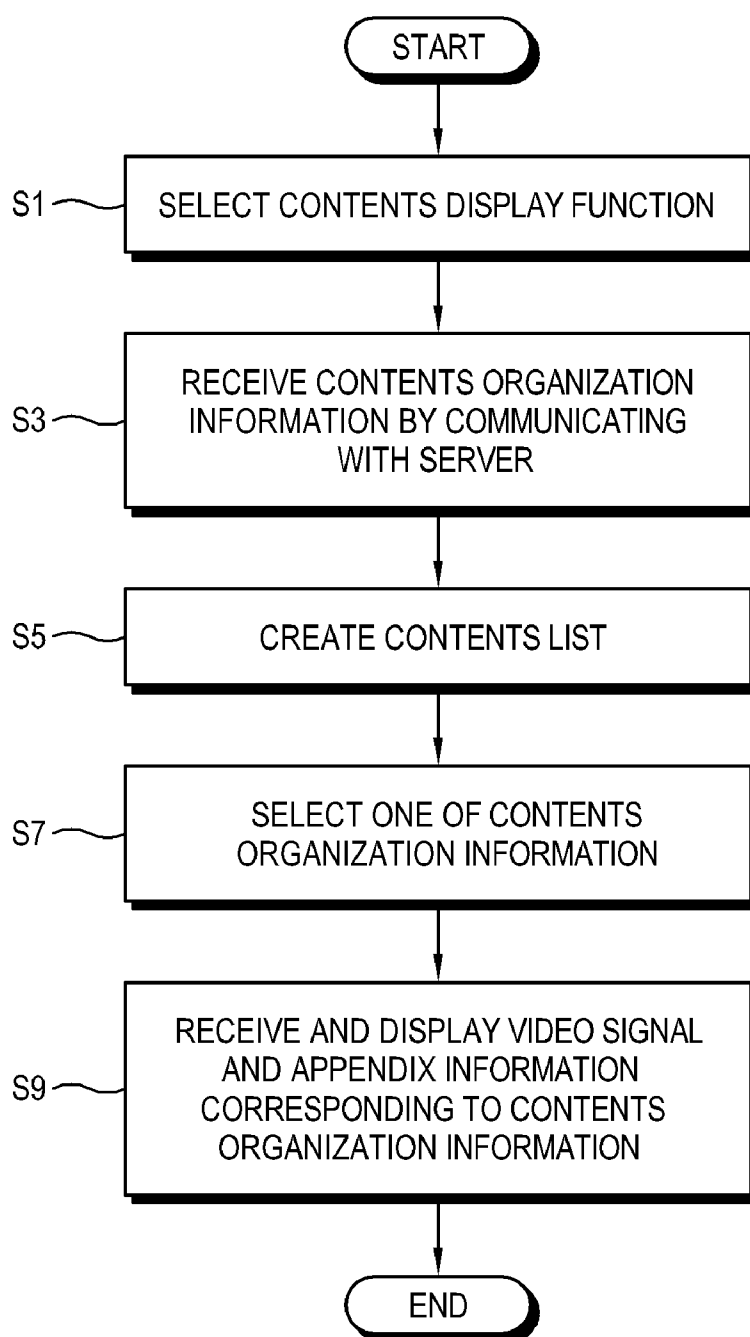 START
S1
SELECT CONTENTS DISPLAY FUNCTION
S3
RECEIVE CONTENTS ORGANIZATION
INFORMATION BY COMMUNICATING
WITH SERVER
S5
CREATE CONTENTS LIST
S7
SELECT ONE OF CONTENTS
ORGANIZATION INFORMATION
S9
RECEIVE AND DISPLAY VIDEO SIGNAL
AND APPENDIX INFORMATION
CORRESPONDING TO CONTENTS
ORGANIZATION INFORMATION
END